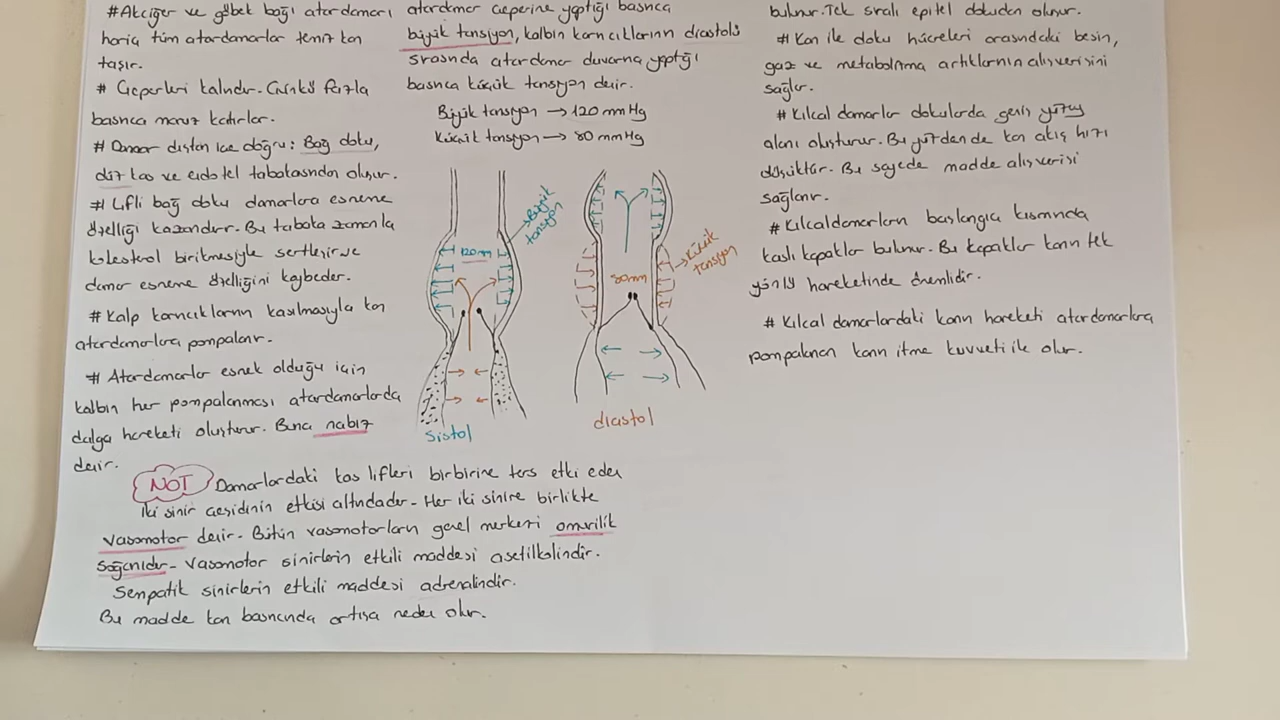 #Akciğer ve göbek bağı atardamarı
hariç tüm atardamarlar temiz kan
taşır.
# Çeperleri kalındır. Çünkü fazla
basınca maruz kalırlar.
# Damar dıştan içe doğru: Bağ doku,
düz kas ve endotel tabakasından oluşur.
# Lifli bağ doku damarlara esneme
özelliği kazandırır. Bu tabaka zamanla
kolestrol birikmesiyle sertleşir ve
damar esneme özelliğini kaybeder.
# Kalp karıncıkların kasılmasıyla kan
atardamarlara pompalanır.
# Atardamarlar esnek olduğu için
kalbin her pompalanması atardamarlarda
dalga hareketi oluşturur. Buna nabız
denir.
atardamar çeperine yaptığı basınca
büyük tansiyon, kalbin karıncıklarının diastolü
sırasında atardamar duvarına yaptığı
basınca küçük tansiyon denir.
Büyük tansiyon → 120 mmHg
Küçük tansiyon → 80 mmHg
Büyük
tansiyon
120mm
sistol
Küçük
tansiyon
80mm
diastol
NOT Damarlardaki kas lifleri birbirine ters etki eden
iki sinir çeşidinin etkisi altındadır. Her iki sinire birlikte
vasomotor denir. Bütün vasomotorların genel merkezi omurilik
soğanıdır. Vasomotor sinirlerin etkili maddesi asetilkolindir.
Sempatik sinirlerin etkili maddesi adrenalindir.
Bu madde kan basıncında artışa neden olur.
bulunur. Tek sıralı epitel dokudan oluşur.
# Kan ile doku hücreleri arasındaki besin,
gaz ve metabolizma artıklarının alışverişini
sağlar.
# Kılcal damarlar dokularda geniş yüzey
alanı oluşturur. Bu yüzden de kan akış hızı
düşüktür. Bu sayede madde alışverişi
sağlanır.
# Kılcaldamarların başlangıç kısmında
kaslı kapaklar bulunur. Bu kapaklar kanın tek
yönlü hareketinde önemlidir.
# Kılcal damarlardaki kanın hareketi atardamarlara
pompalanan kanın itme kuvveti ile olur.